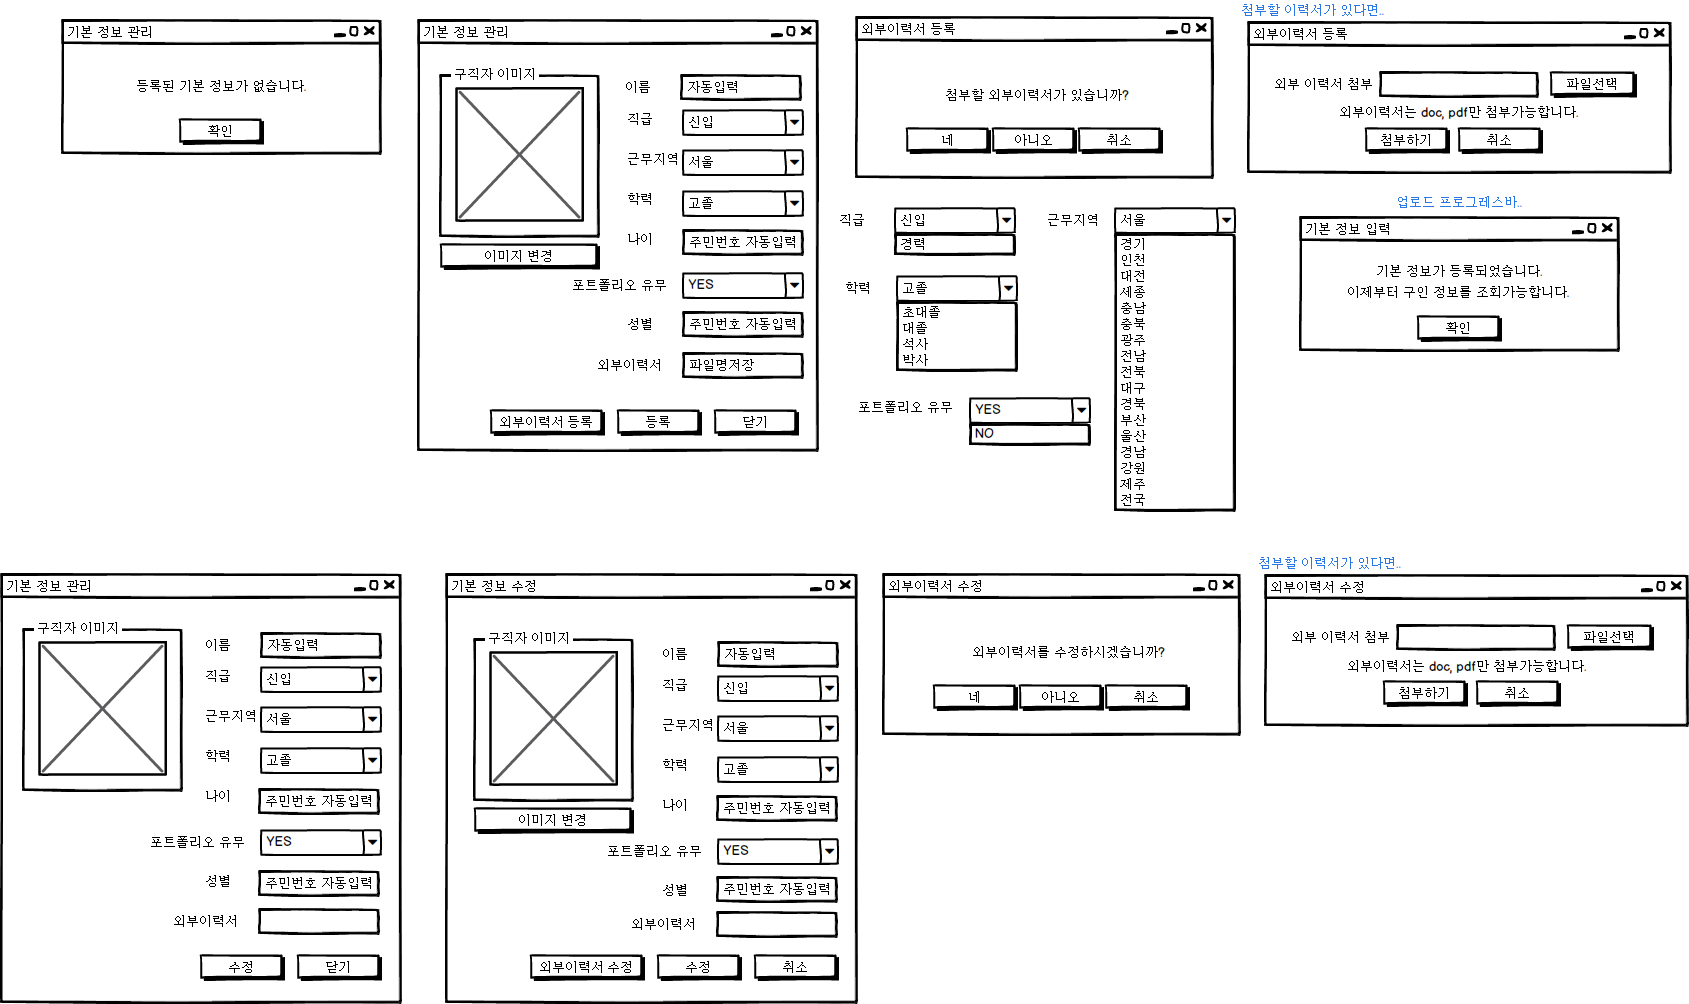 기본 정보 관리
등록된 기본 정보가 없습니다.
확인
기본 정보 관리
구직자 이미지
이미지 변경
이름 자동입력
직급 신입
근무지역 서울
학력 고졸
나이 주민번호 자동입력
포트폴리오 유무 YES
성별 주민번호 자동입력
외부이력서 파일명저장
외부이력서 등록 등록 닫기
외부이력서 등록
첨부할 외부이력서가 있습니까?
네 아니오 취소
첨부할 이력서가 있다면..
외부이력서 등록
외부 이력서 첨부 파일선택
외부이력서는 doc, pdf만 첨부가능합니다.
첨부하기 취소
직급 신입
경력
학력 고졸
초대졸
대졸
석사
박사
포트폴리오 유무 YES
NO
근무지역 서울
경기
인천
대전
세종
충남
충북
광주
전남
전북
대구
경북
부산
울산
경남
강원
제주
전국
업로드 프로그레스바..
기본 정보 입력
기본 정보가 등록되었습니다.
이제부터 구인 정보를 조회가능합니다.
확인
기본 정보 관리
구직자 이미지
이름 자동입력
직급 신입
근무지역 서울
학력 고졸
나이 주민번호 자동입력
포트폴리오 유무 YES
성별 주민번호 자동입력
외부이력서
수정 닫기
기본 정보 수정
구직자 이미지
이미지 변경
이름 자동입력
직급 신입
근무지역 서울
학력 고졸
나이 주민번호 자동입력
포트폴리오 유무 YES
성별 주민번호 자동입력
외부이력서
외부이력서 수정 수정 취소
외부이력서 수정
외부이력서를 수정하시겠습니까?
네 아니오 취소
첨부할 이력서가 있다면..
외부이력서 수정
외부 이력서 첨부 파일선택
외부이력서는 doc, pdf만 첨부가능합니다.
첨부하기 취소